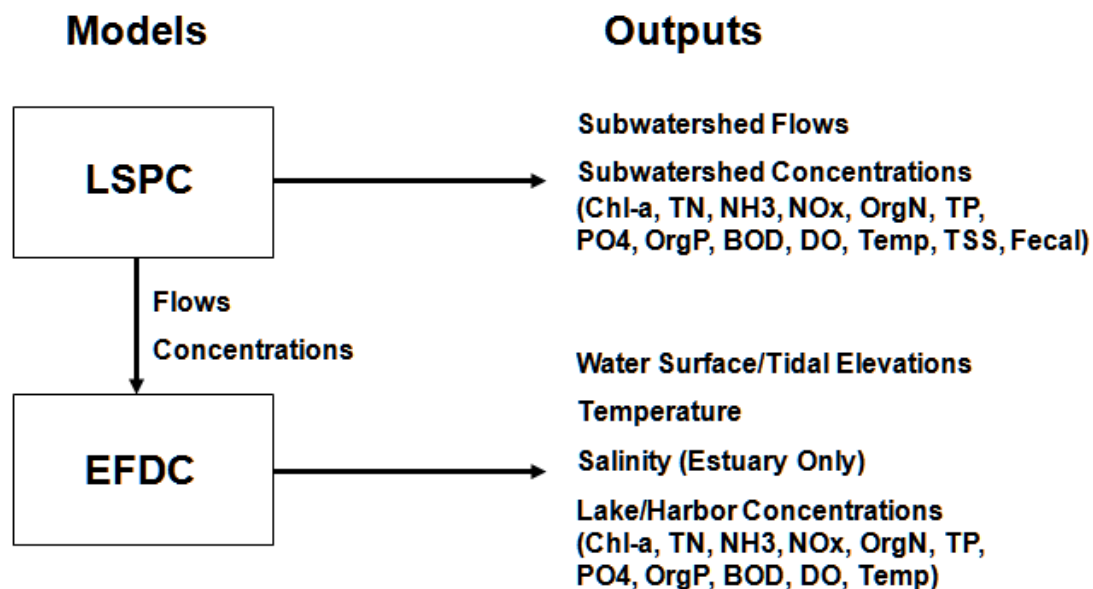 Models
Outputs
LSPC
Subwatershed Flows
Subwatershed Concentrations
(Chl-a, TN, NH3, NOx, OrgN, TP,
PO4, OrgP, BOD, DO, Temp, TSS, Fecal)
Flows
Concentrations
EFDC
Water Surface/Tidal Elevations
Temperature
Salinity (Estuary Only)
Lake/Harbor Concentrations
(Chl-a, TN, NH3, NOx, OrgN, TP,
PO4, OrgP, BOD, DO, Temp)